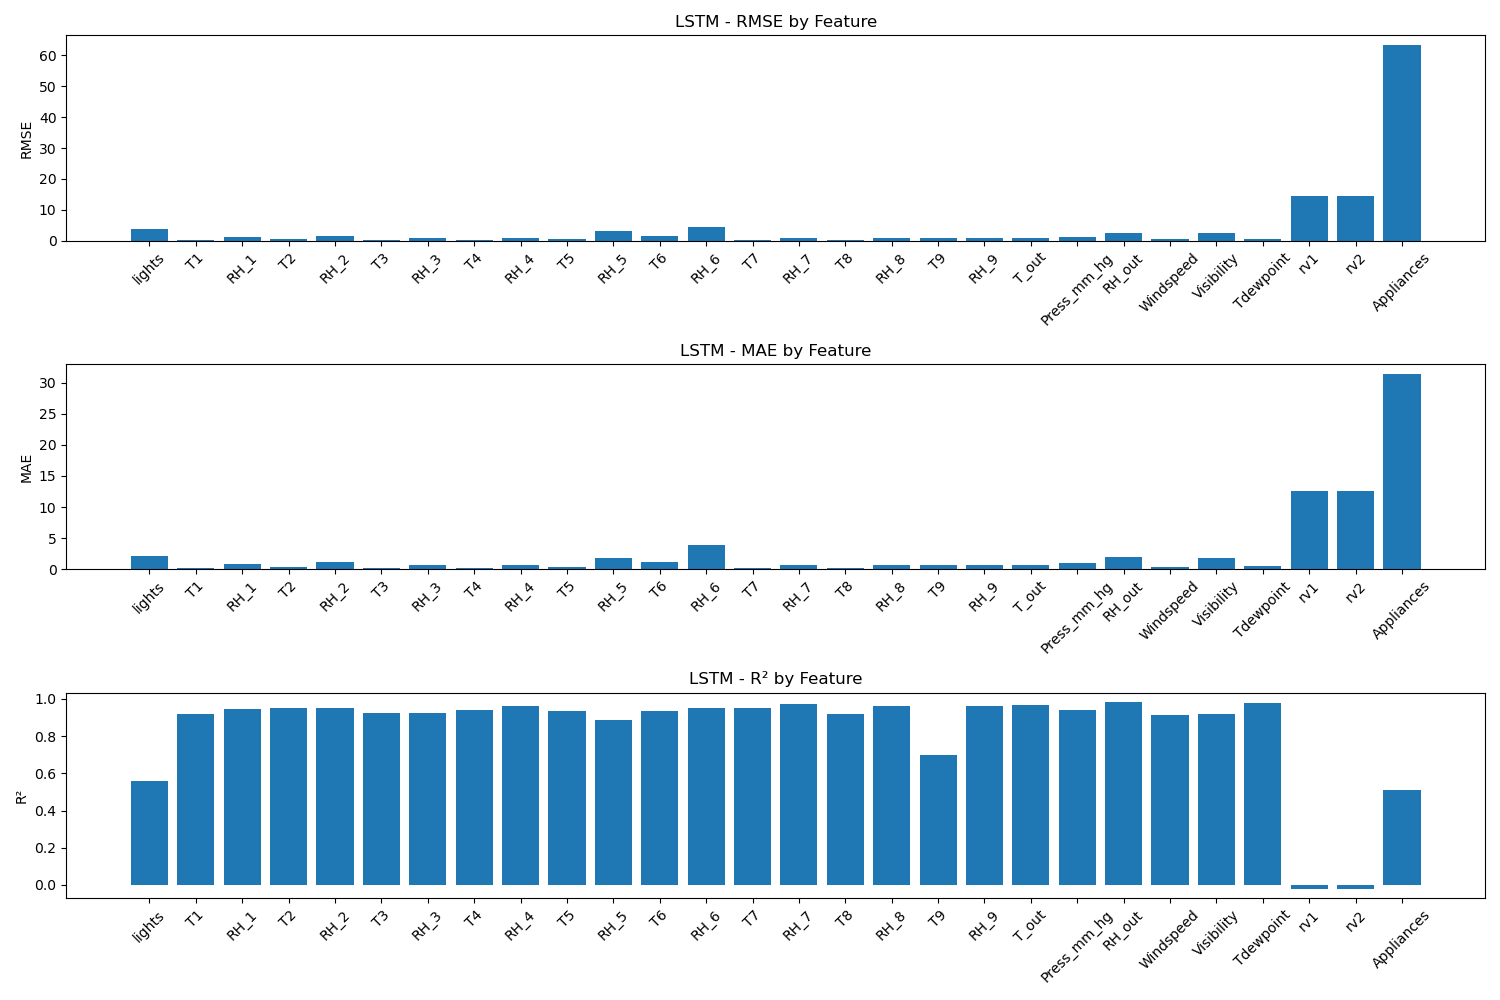 LSTM - RMSE by Feature
RMSE
60
50
40
30
20
10
0
lights T1 RH_1 T2 RH_2 T3 RH_3 T4 RH_4 T5 RH_5 T6 RH_6 T7 RH_7 T8 RH_8 T9 RH_9 T_out Press_mm_hg RH_out Windspeed Visibility Tdewpoint rv1 rv2 Appliances
LSTM - MAE by Feature
MAE
30
25
20
15
10
5
0
lights T1 RH_1 T2 RH_2 T3 RH_3 T4 RH_4 T5 RH_5 T6 RH_6 T7 RH_7 T8 RH_8 T9 RH_9 T_out Press_mm_hg RH_out Windspeed Visibility Tdewpoint rv1 rv2 Appliances
LSTM - R² by Feature
R²
1.0
0.8
0.6
0.4
0.2
0.0
lights T1 RH_1 T2 RH_2 T3 RH_3 T4 RH_4 T5 RH_5 T6 RH_6 T7 RH_7 T8 RH_8 T9 RH_9 T_out Press_mm_hg RH_out Windspeed Visibility Tdewpoint rv1 rv2 Appliances